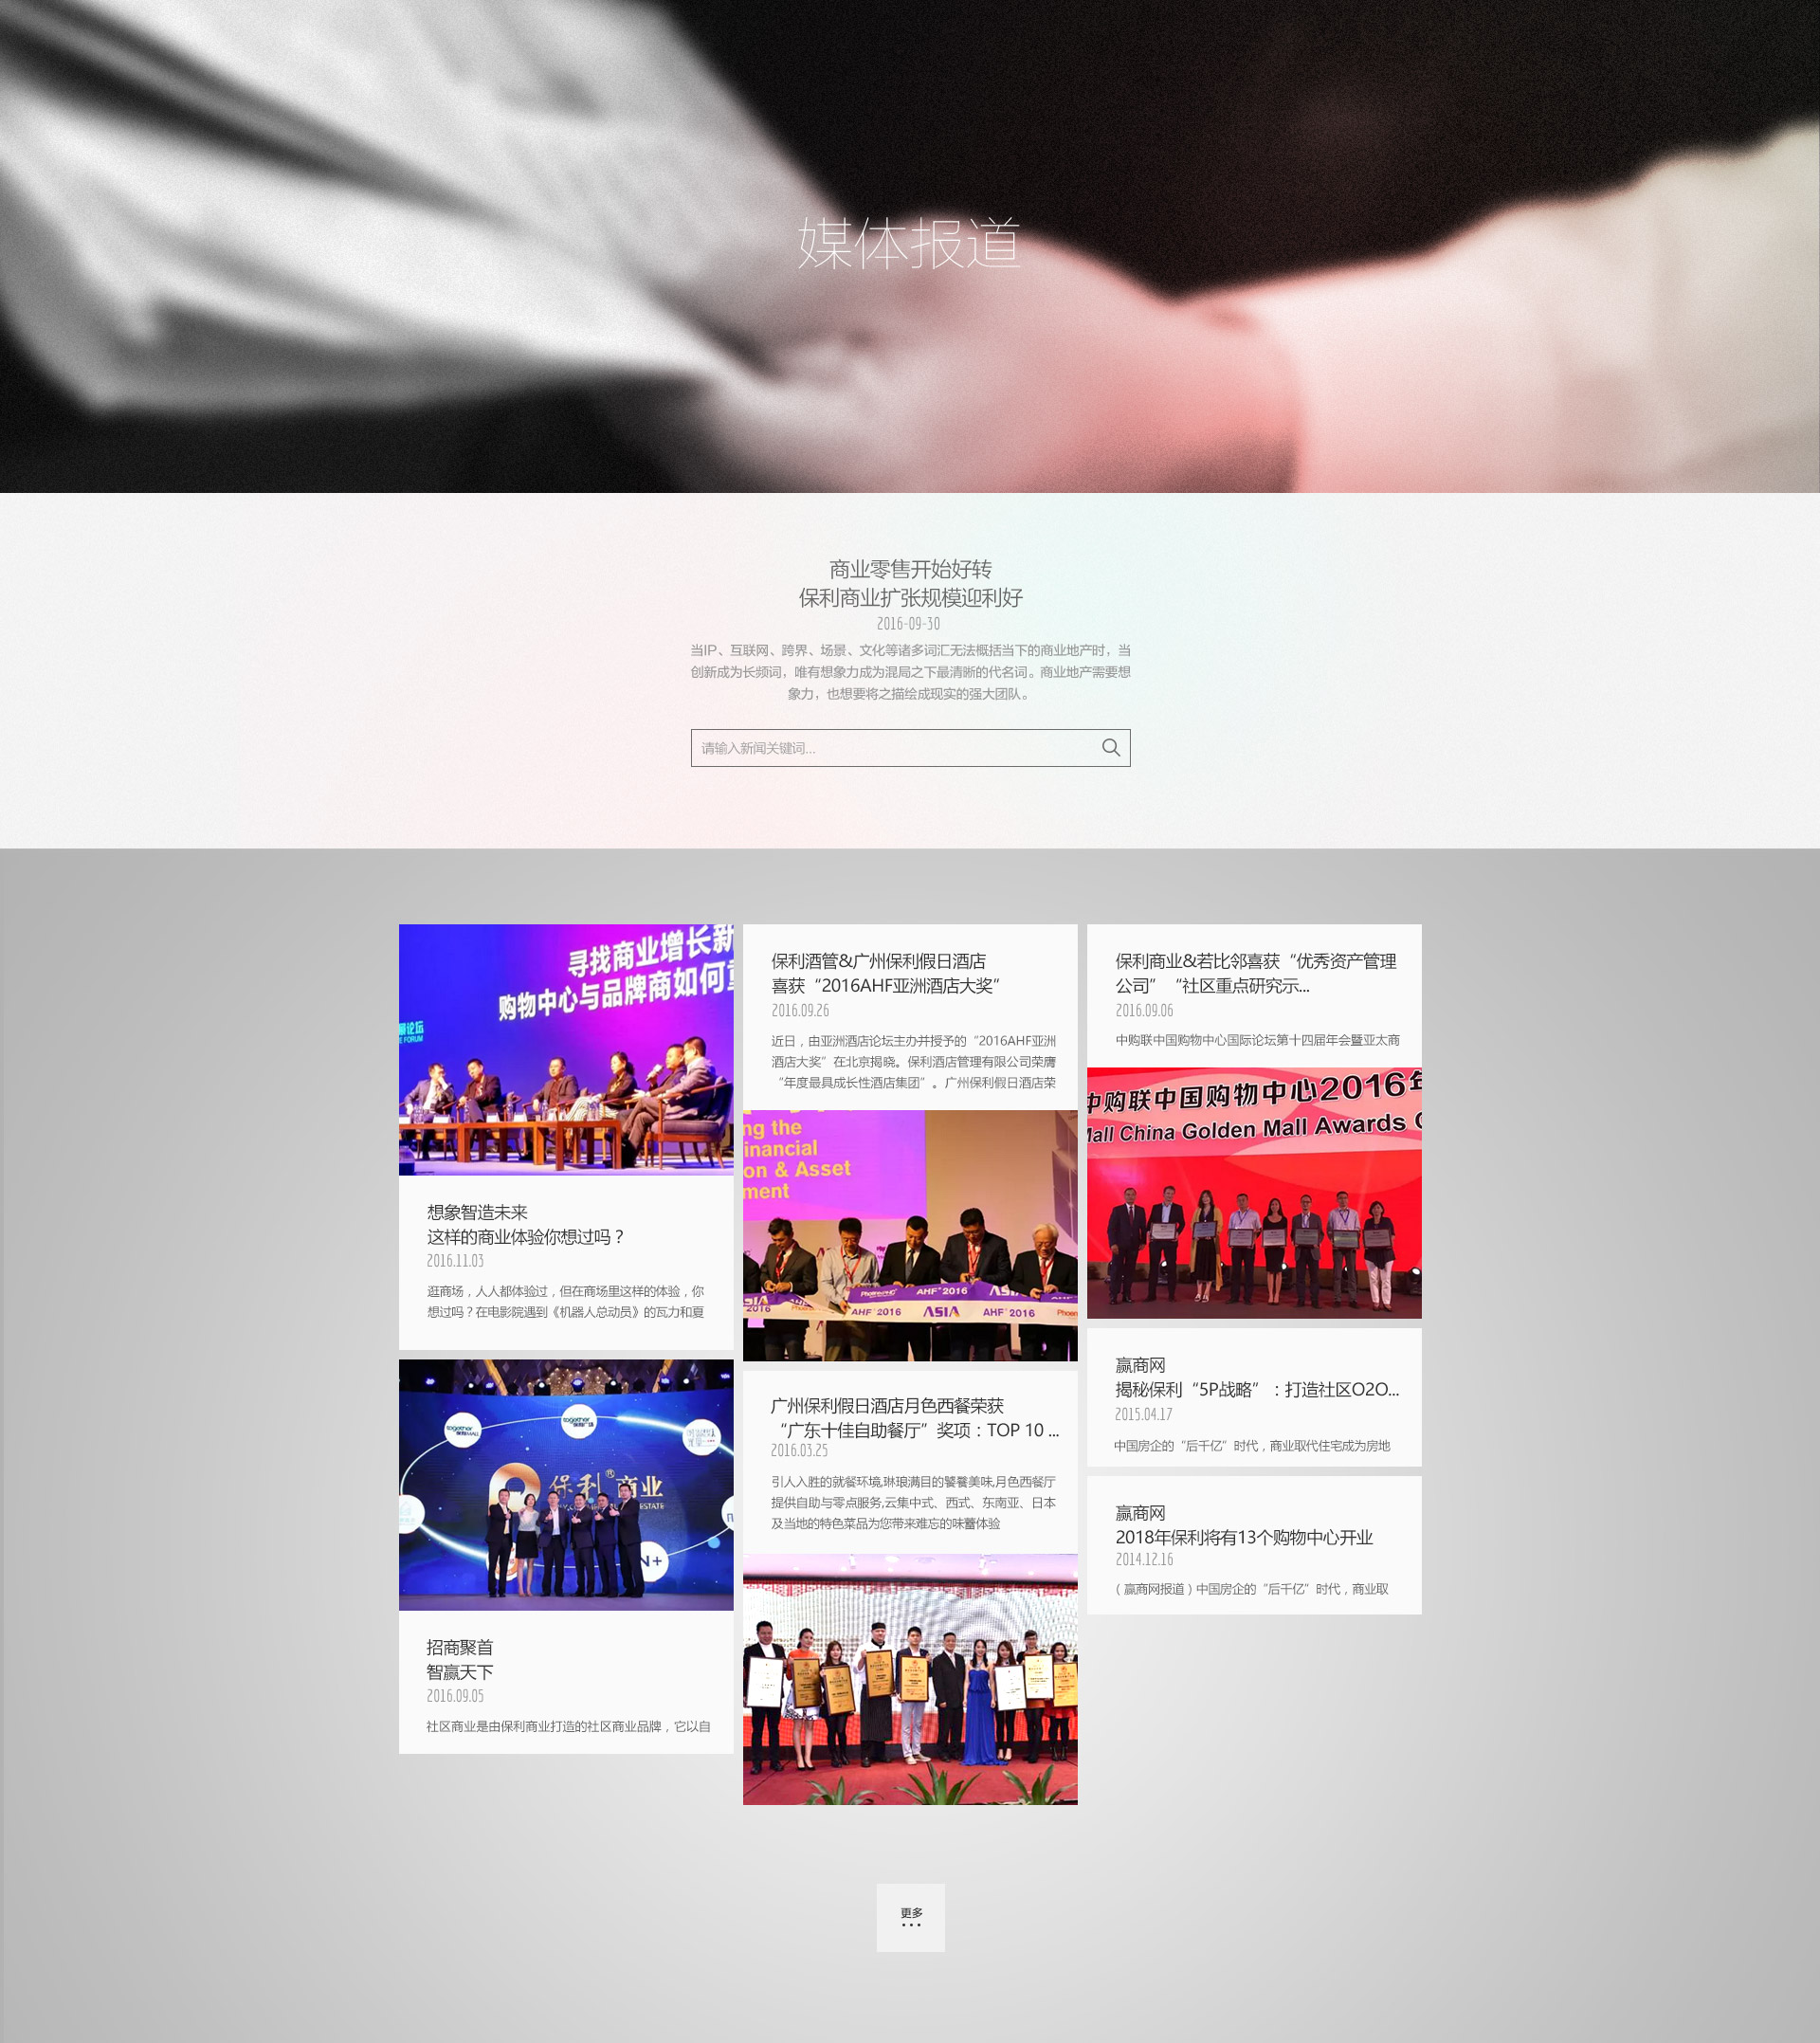 媒体报道
商业零售开始好转
保利商业扩张规模迎利好
2016-09-30
当IP、互联网、跨界、场景、文化等诸多词汇无法概括当下的商业地产时，当
创新成为长频词，唯有想象力成为混局之下最清晰的代名词。商业地产需要想
象力，也想要将之描绘成现实的强大团队。
请输入新闻关键词...
寻找商业增长新
购物中心与品牌商如何
展论坛
E FORUM
想象智造未来
这样的商业体验你想过吗？
2016.11.03
逛商场，人人都体验过，但在商场里这样的体验，你
想过吗？在电影院遇到《机器人总动员》的瓦力和夏
together
together
保利®商业
ESTATE
N+
招商聚首
智赢天下
2016.09.05
社区商业是由保利商业打造的社区商业品牌，它以自
保利酒管&广州保利假日酒店
喜获“2016AHF亚洲酒店大奖”
2016.09.26
近日，由亚洲酒店论坛主办并授予的“2016AHF亚洲
酒店大奖”在北京揭晓。保利酒店管理有限公司荣膺
“年度最具成长性酒店集团”。广州保利假日酒店荣
ng the
inancial
on & Asset
ment
2016
AHF 2016
ASIA
AHF 2016
ASIA
AHF 2016
Phoen
广州保利假日酒店月色西餐荣获
“广东十佳自助餐厅”奖项：TOP 10 ...
2016.03.25
引人入胜的就餐环境,琳琅满目的饕餮美味,月色西餐厅
提供自助与零点服务,云集中式、西式、东南亚、日本
及当地的特色菜品为您带来难忘的味蕾体验
保利商业&若比邻喜获“优秀资产管理
公司”“社区重点研究示...
2016.09.06
中购联中国购物中心国际论坛第十四届年会暨亚太商
中购联中国购物中心2016年
Mall China Golden Mall Awards C
赢商网
揭秘保利“5P战略”：打造社区O2O...
2015.04.17
中国房企的“后千亿”时代，商业取代住宅成为房地
赢商网
2018年保利将有13个购物中心开业
2014.12.16
（赢商网报道）中国房企的“后千亿”时代，商业取
更多